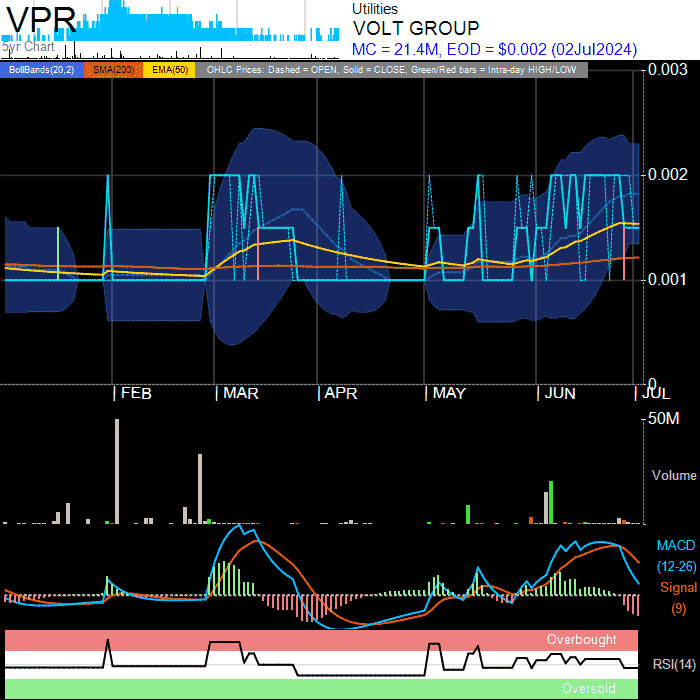 VPR
5yr Chart
Utilities
VOLT GROUP
MC = 21.4M, EOD = $0.002 (02Jul2024)
BollBands(20,2) SMA(200) EMA(50) OHLC Prices: Dashed = OPEN, Solid = CLOSE, Green/Red bars = Intra-day HIGH/LOW
0.003
0.002
0.001
0
FEB MAR APR MAY JUN JUL
50M
Volume
MACD
(12-26)
Signal
(9)
Overbought
RSI(14)
Oversold